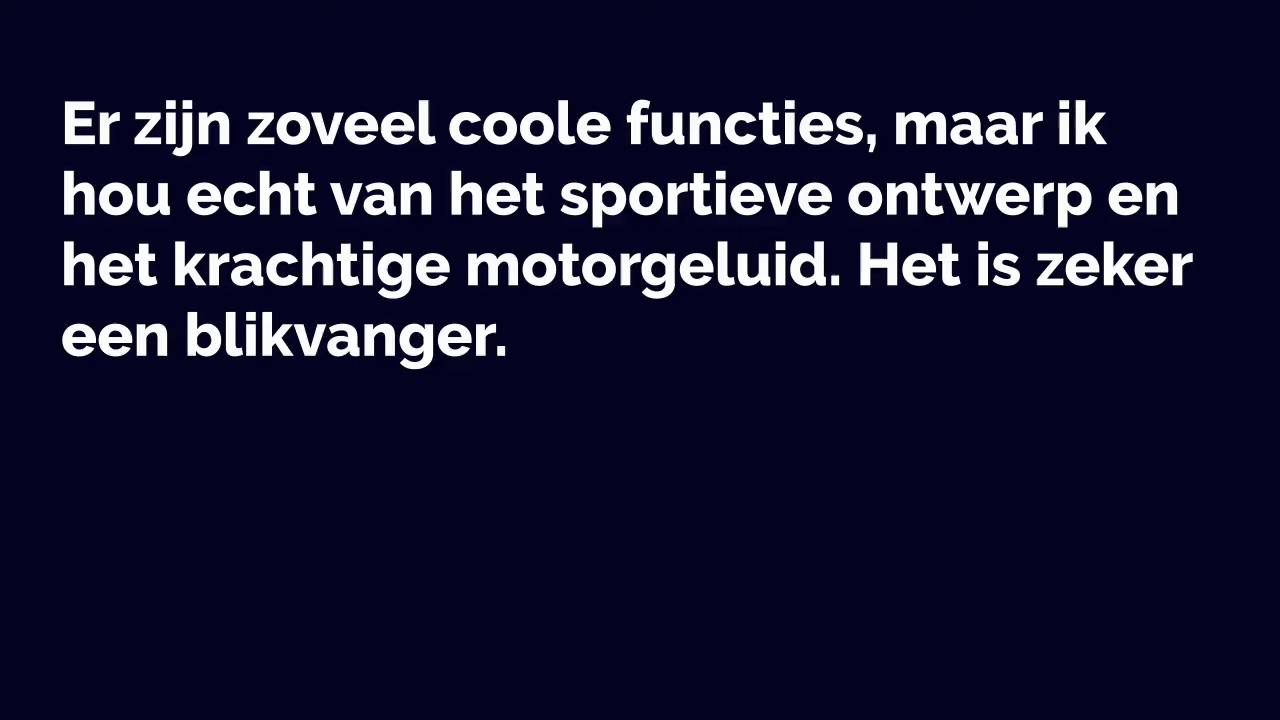 Er zijn zoveel coole functies, maar ik
hou echt van het sportieve ontwerp en
het krachtige motorgeluid. Het is zeker
een blikvanger.